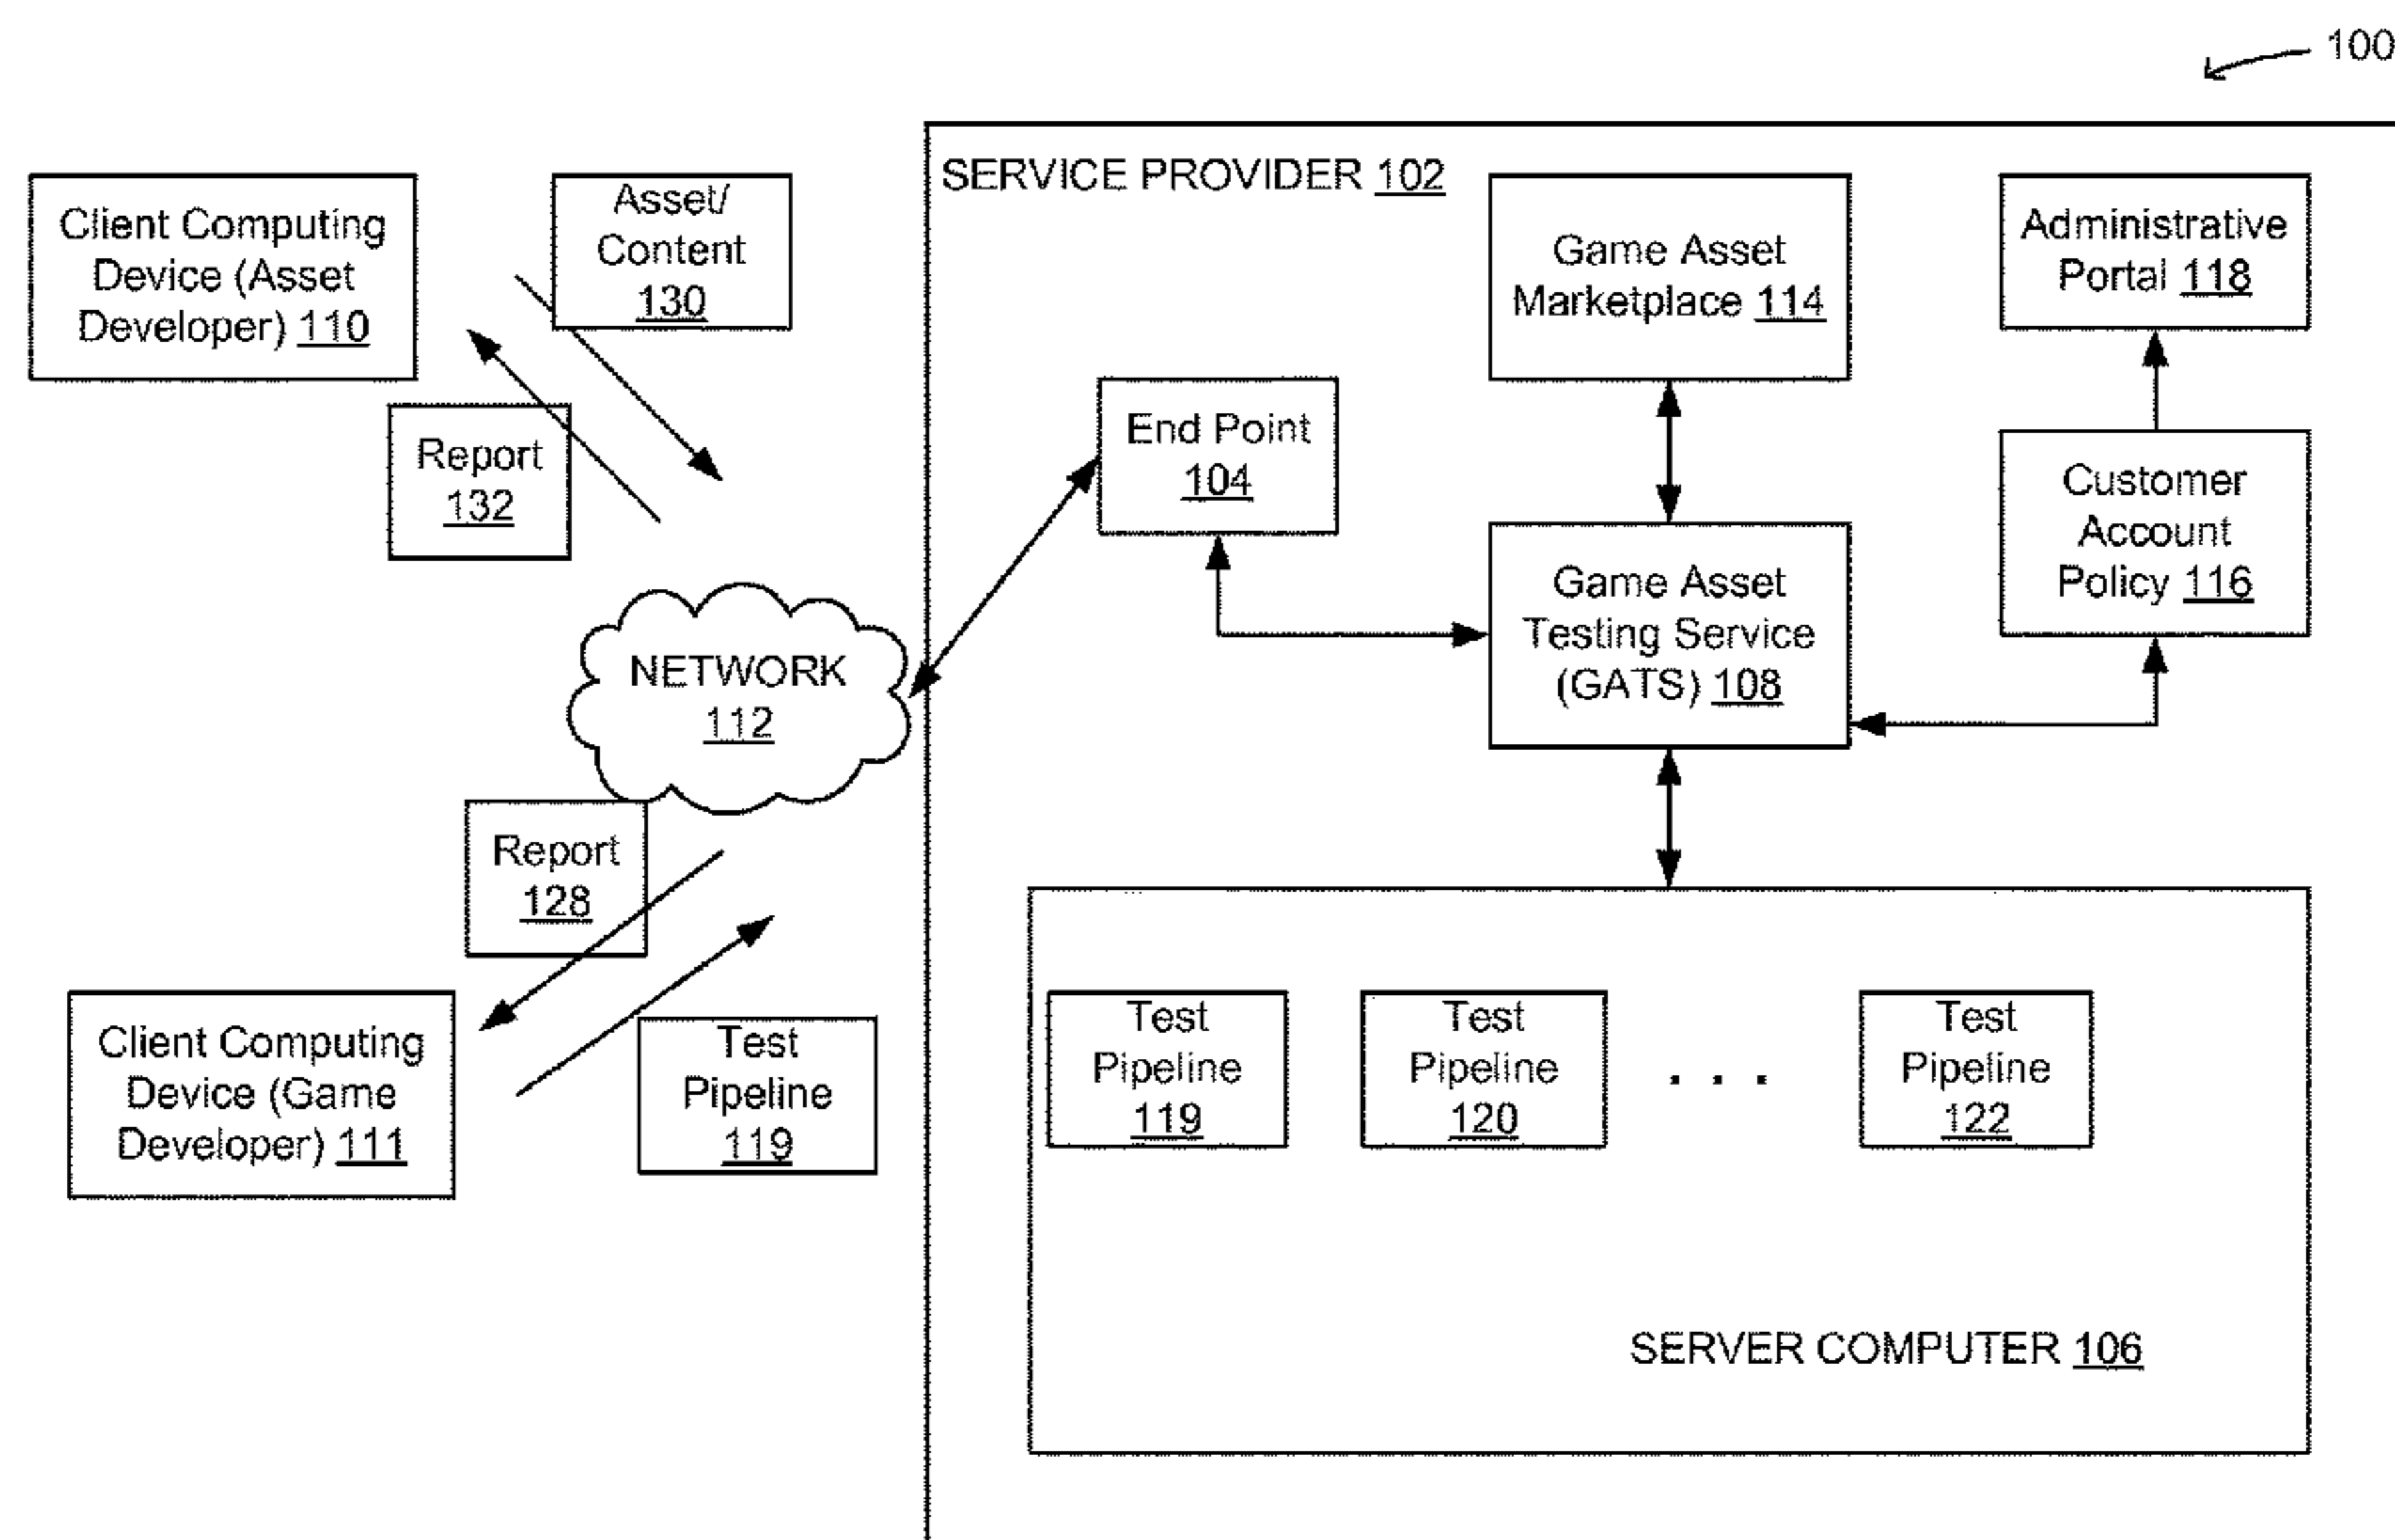 100
SERVICE PROVIDER 102
Client Computing
Device (Asset
Developer) 110
Asset/
Content
130
Game Asset
Marketplace 114
Administrative
Portal 118
Report
132
End Point
104
Customer
Account
Policy 116
Game Asset
Testing Service
(GATS) 108
NETWORK
112
Report
128
Client Computing
Device (Game
Developer) 111
Test
Pipeline
119
Test
Pipeline
119
Test
Pipeline
120
. . .
Test
Pipeline
122
SERVER COMPUTER 106